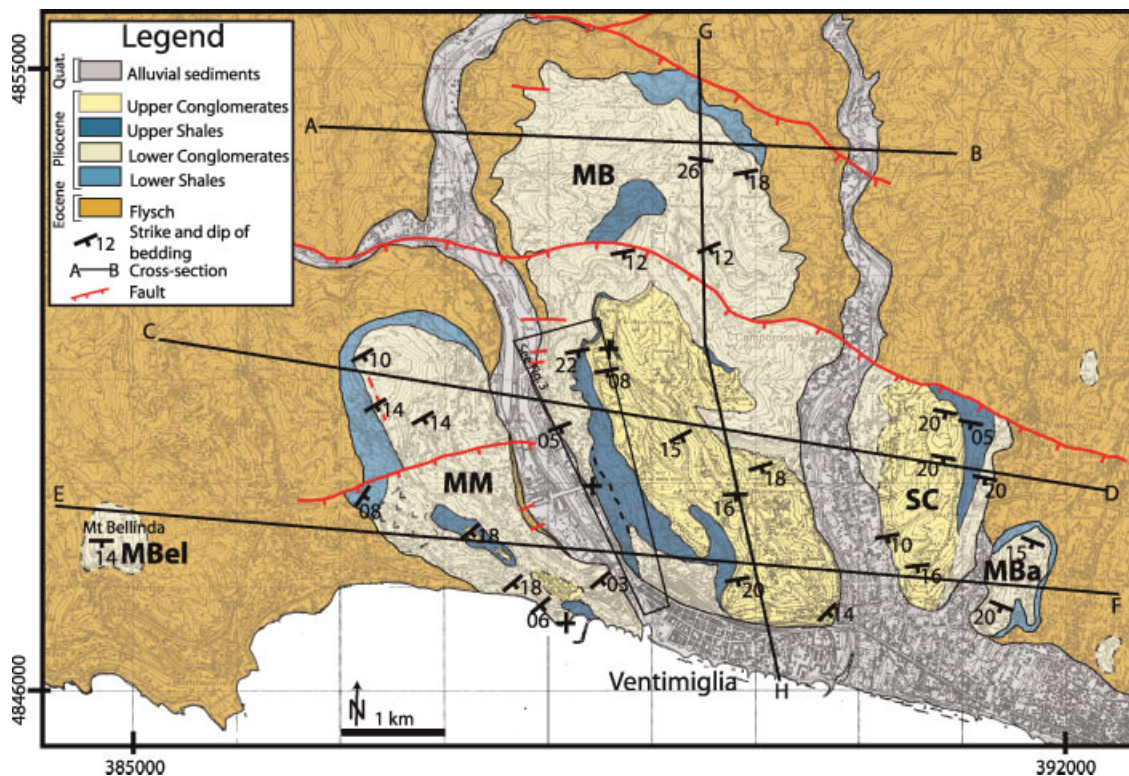 Legend
Quat.
Alluvial sediments
Pliocene
Upper Conglomerates
Upper Shales
Lower Conglomerates
Lower Shales
Eocene
Flysch
12
Strike and dip of
bedding
A B
Cross-section
Fault
4855000
4846000
385000
392000
G
A
B
MB
26
18
12
12
C
10
14
14
22
see Fig. 3
08
05
15
18
16
20
05
20
20
SC
D
E
MM
08
18
Mt Bellinda
MBel
14
18
03
06
20
14
10
16
15
MBa
20
F
Ventimiglia
H
N
1 km